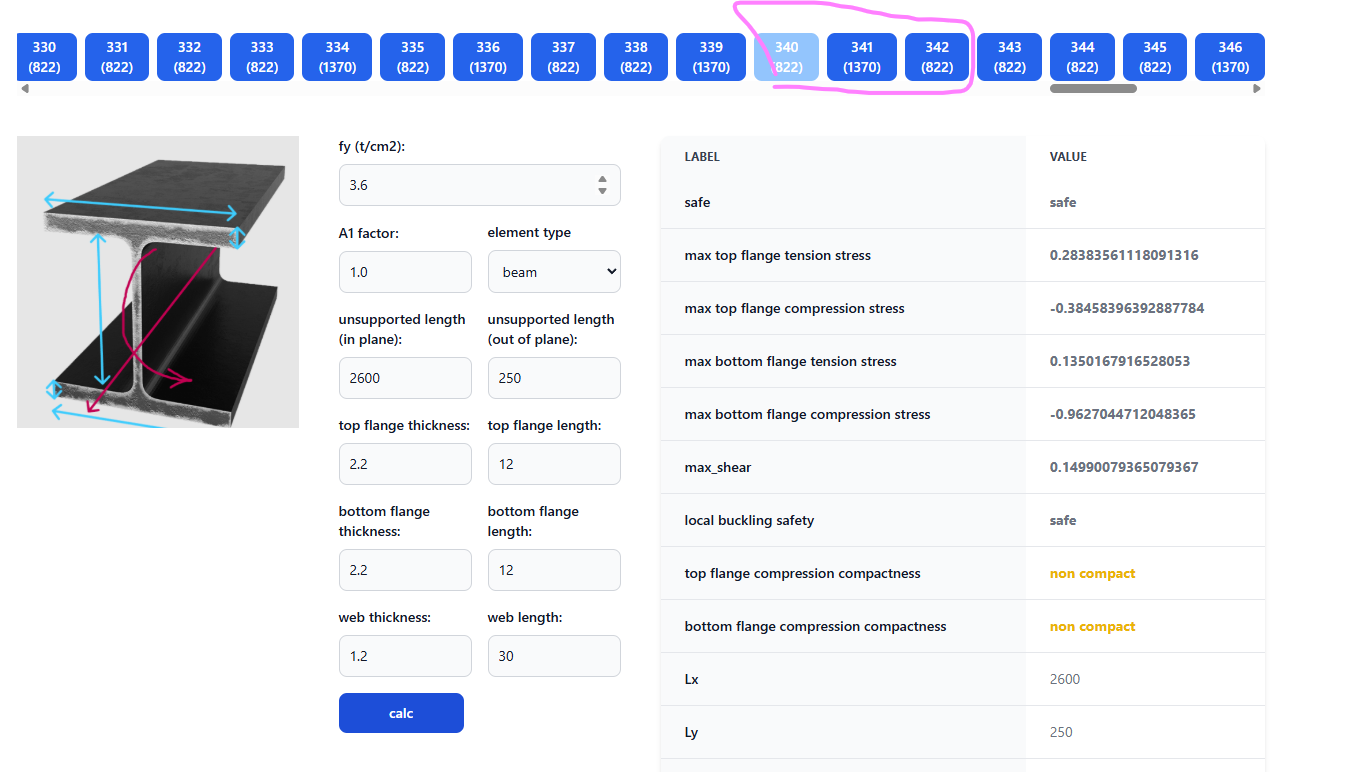 330 331 332 333 334 335 336 337 338 339 340 341 342 343 344 345 346
(822) (822) (822) (822) (1370) (822) (1370) (822) (822) (1370) (822) (1370) (822) (822) (822) (822) (1370)
fy (t/cm2):
3.6
A1 factor: element type
1.0 beam
unsupported length unsupported length
(in plane): (out of plane):
2600 250
top flange thickness: top flange length:
2.2 12
bottom flange bottom flange
thickness: length:
2.2 12
web thickness: web length:
1.2 30
calc
LABEL VALUE
safe safe
max top flange tension stress 0.28383561118091316
max top flange compression stress -0.38458396392887784
max bottom flange tension stress 0.1350167916528053
max bottom flange compression stress -0.9627044712048365
max_shear 0.14990079365079367
local buckling safety safe
top flange compression compactness non compact
bottom flange compression compactness non compact
Lx 2600
Ly 250